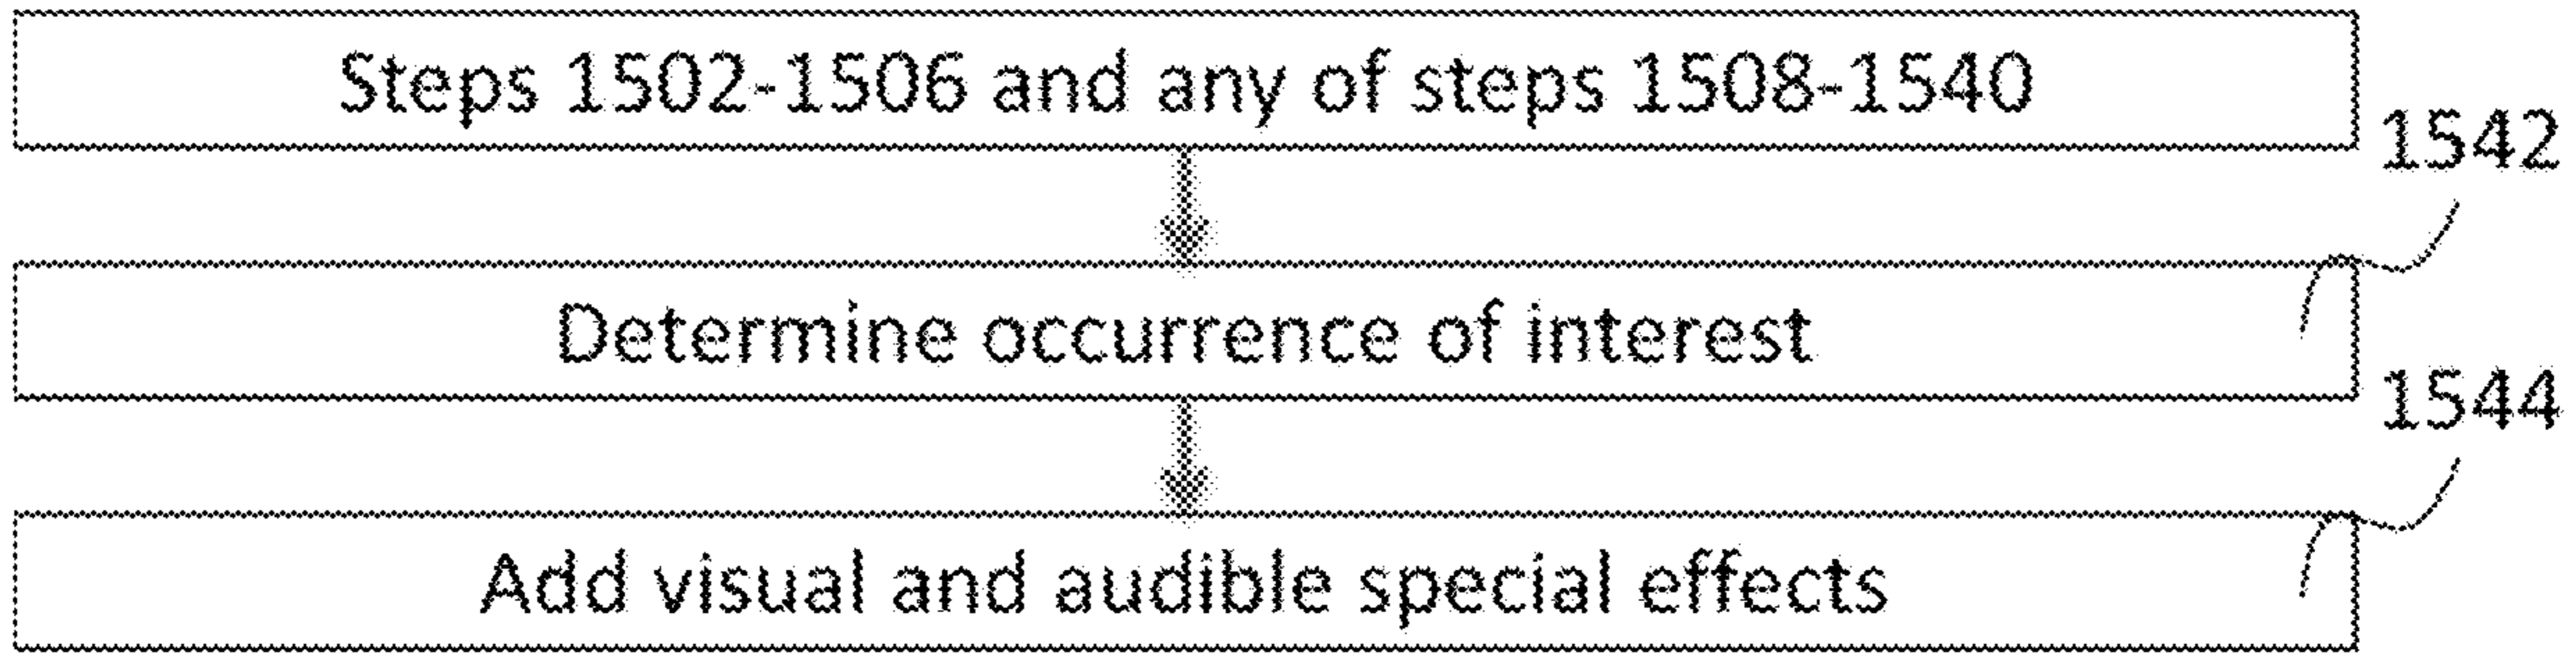 Steps 1502-1506 and any of steps 1508-1540
1542
Determine occurrence of interest
1544
Add visual and audible special effects